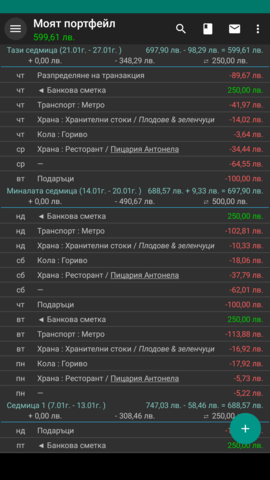 Моят портфейл
599,61 лв.
Тази седмица (21.01г. - 27.01г. ) 697,90 лв. - 98,29 лв. = 599,61 лв.
+ 0,00 лв. - 348,29 лв. ⇄ 250,00 лв.
чт Разпределяне на транзакция -89,67 лв.
чт ◄ Банкова сметка 250,00 лв.
чт Транспорт : Метро -41,97 лв.
чт Храна : Хранителни стоки / Плодове & зеленчуци -14,02 лв.
чт Кола : Гориво -3,64 лв.
ср Храна : Ресторант / Пицария Антонела -34,44 лв.
ср — -64,55 лв.
вт Подаръци -100,00 лв.
Миналата седмица (14.01г. - 20.01г. ) 688,57 лв. + 9,33 лв. = 697,90 лв.
+ 0,00 лв. - 490,67 лв. ⇄ 500,00 лв.
нд ◄ Банкова сметка 250,00 лв.
нд Транспорт : Метро -102,81 лв.
нд Храна : Хранителни стоки / Плодове & зеленчуци -10,33 лв.
сб Кола : Гориво -18,06 лв.
сб Храна : Ресторант / Пицария Антонела -37,79 лв.
сб — -62,01 лв.
чт Подаръци -100,00 лв.
вт ◄ Банкова сметка 250,00 лв.
вт Транспорт : Метро -113,88 лв.
вт Храна : Хранителни стоки / Плодове & зеленчуци -16,92 лв.
пн Кола : Гориво -17,92 лв.
пн Храна : Ресторант / Пицария Антонела -5,73 лв.
пн — -5,22 лв.
Седмица 1 (7.01г. - 13.01г. ) 747,03 лв. - 58,46 лв. = 688,57 лв.
+ 0,00 лв. - 308,46 лв. ⇄ 250,00
нд Подаръци лв.
пт ◄ Банкова сметка 250,00 лв.